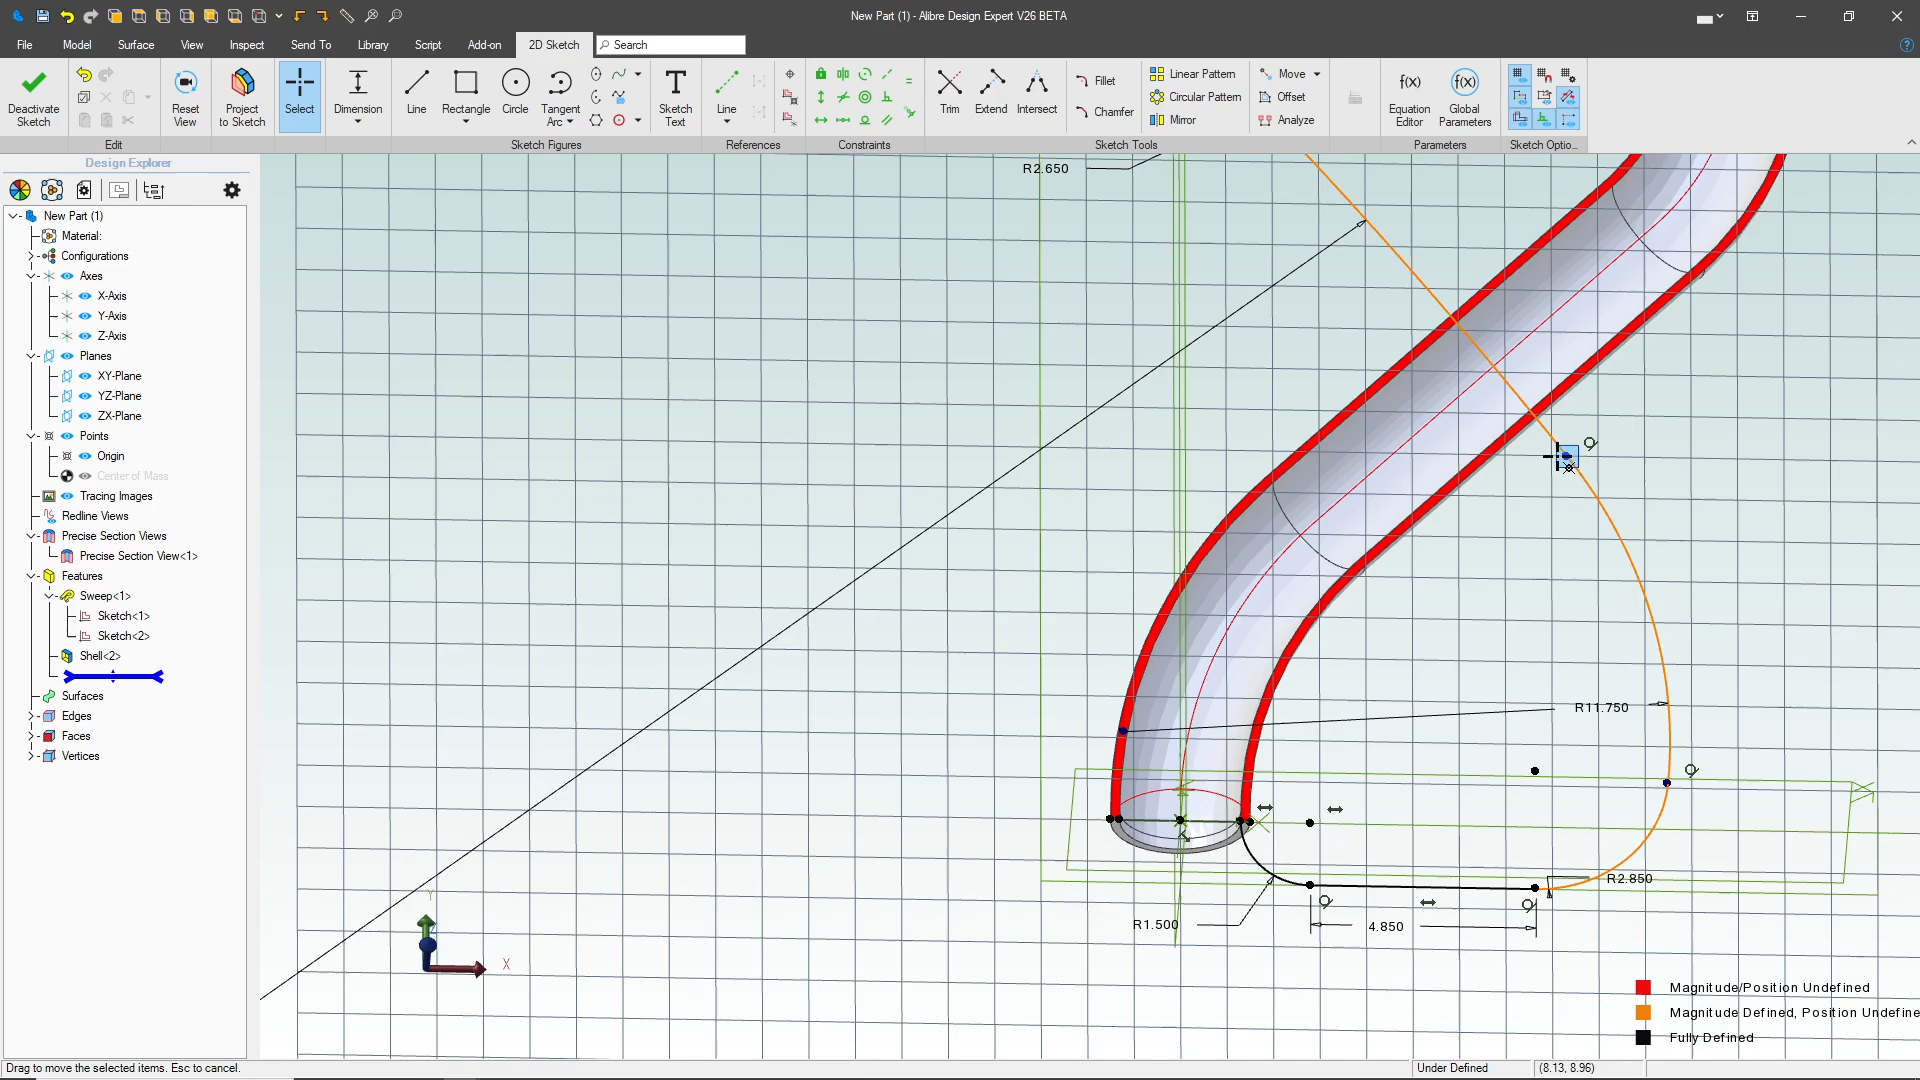 New Part (1) - Alibre Design Expert V26 BETA
File Model Surface View Inspect Send To Library Script Add-on 2D Sketch Search
Deactivate Sketch
Reset View
Project to Sketch
Select
Dimension
Line
Rectangle
Circle
Tangent Arc
Sketch Text
Line
Trim
Extend
Intersect
Fillet
Chamfer
Linear Pattern
Circular Pattern
Mirror
Move
Offset
Analyze
f(x)
Equation Editor
f(x)
Global Parameters
Edit
Sketch Figures
References
Constraints
Sketch Tools
Parameters
Sketch Optio...
Design Explorer
New Part (1)
Material:
Configurations
Axes
X-Axis
Y-Axis
Z-Axis
Planes
XY-Plane
YZ-Plane
ZX-Plane
Points
Origin
Center of Mass
Tracing Images
Redline Views
Precise Section Views
Precise Section View<1>
Features
Sweep<1>
Sketch<1>
Sketch<2>
Shell<2>
Surfaces
Edges
Faces
Vertices
R2.650
R11.750
R2.850
R1.500
4.850
Y
X
Magnitude/Position Undefined
Magnitude Defined, Position Undefine
Fully Defined
Drag to move the selected items. Esc to cancel.
Under Defined
(8.13, 8.96)